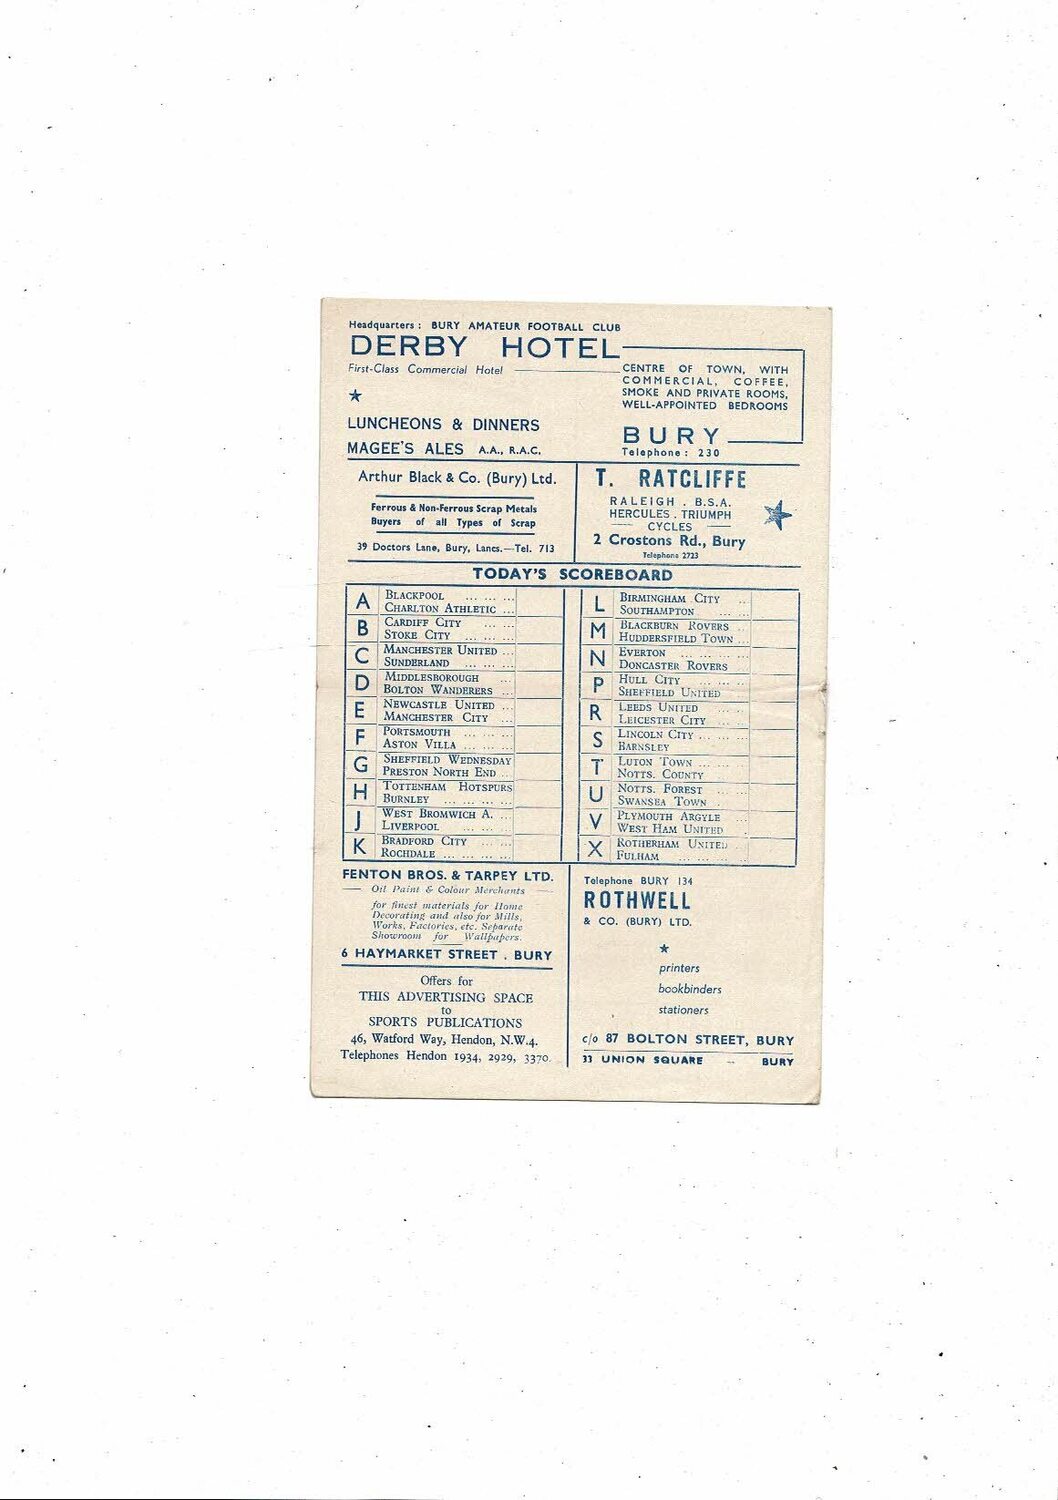 Headquarters : BURY AMATEUR FOOTBALL CLUB
DERBY HOTEL
First-Class Commercial Hotel
CENTRE OF TOWN, WITH
COMMERCIAL, COFFEE,
SMOKE AND PRIVATE ROOMS,
WELL-APPOINTED BEDROOMS
LUNCHEONS & DINNERS
MAGEE'S ALES A.A., R.A.C.
BURY
Telephone : 230
Arthur Black & Co. (Bury) Ltd.
Ferrous & Non-Ferrous Scrap Metals
Buyers of all Types of Scrap
39 Doctors Lane, Bury, Lancs.—Tel. 713
T. RATCLIFFE
RALEIGH . B.S.A.
HERCULES . TRIUMPH
CYCLES
2 Crostons Rd., Bury
Telephone 2723
TODAY'S SCOREBOARD
A BLACKPOOL ... ... ...
CHARLTON ATHLETIC ...
B CARDIFF CITY ... ...
STOKE CITY ... ... ...
C MANCHESTER UNITED ...
SUNDERLAND ... ... ...
D MIDDLESBOROUGH ...
BOLTON WANDERERS ...
E NEWCASTLE UNITED ...
MANCHESTER CITY ...
F PORTSMOUTH ... ... ...
ASTON VILLA ... ... ...
G SHEFFIELD WEDNESDAY
PRESTON NORTH END ...
H TOTTENHAM HOTSPURS
BURNLEY ... ... ... ...
J WEST BROMWICH A. ...
LIVERPOOL ... ... ...
K BRADFORD CITY ... ...
ROCHDALE ... ... ... ...
L BIRMINGHAM CITY ...
SOUTHAMPTON ... ...
M BLACKBURN ROVERS ...
HUDDERSFIELD TOWN ...
N EVERTON ... ... ... ...
DONCASTER ROVERS ...
P HULL CITY ... ... ...
SHEFFIELD UNITED
R LEEDS UNITED ... ...
LEICESTER CITY ... ...
S LINCOLN CITY ... ... ...
BARNSLEY
T LUTON TOWN ... ... ...
NOTTS. COUNTY
U NOTTS. FOREST ... ...
SWANSEA TOWN .
V PLYMOUTH ARGYLE ...
WEST HAM UNITED
X ROTHERHAM UNITED
FULHAM ... ... ... ...
FENTON BROS. & TARPEY LTD.
Oil Paint & Colour Merchants
for finest materials for Home
Decorating and also for Mills,
Works, Factories, etc. Separate
Showroom for Wallpapers.
6 HAYMARKET STREET . BURY
Offers for
THIS ADVERTISING SPACE
to
SPORTS PUBLICATIONS
46, Watford Way, Hendon, N.W.4.
Telephones Hendon 1934, 2929, 3370.
Telephone BURY 134
ROTHWELL
& CO. (BURY) LTD.
printers
bookbinders
stationers
c/o 87 BOLTON STREET, BURY
33 UNION SQUARE – BURY